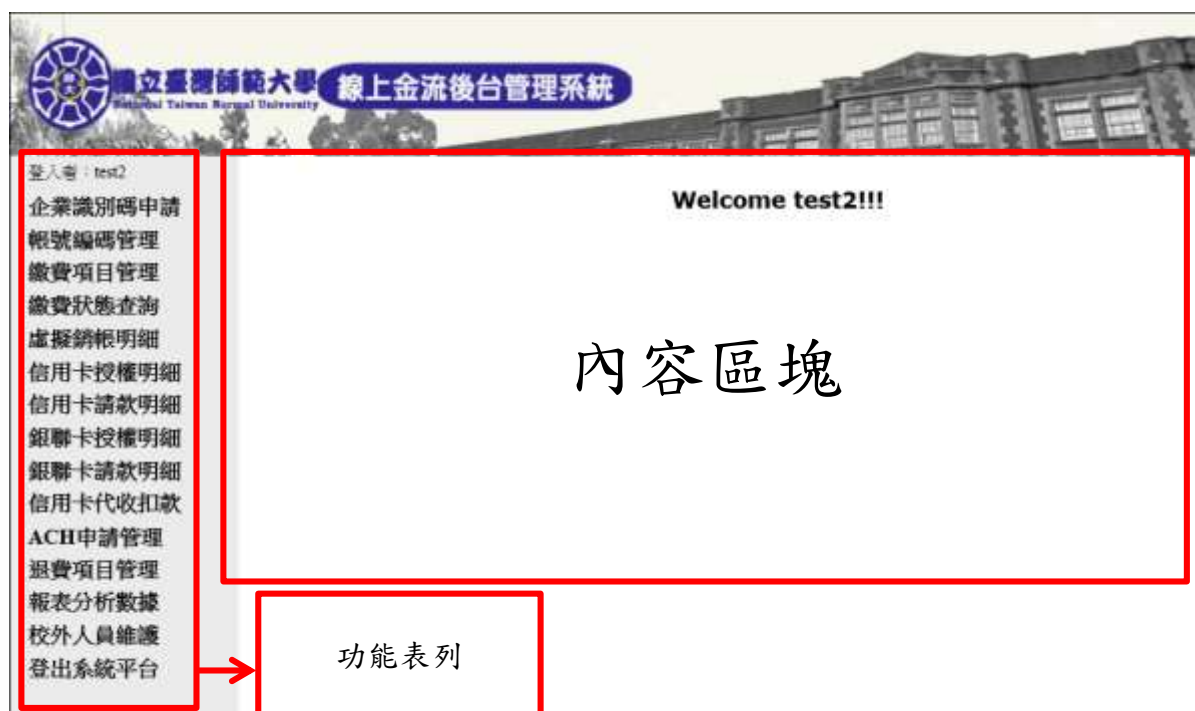 國立臺灣師範大學
National Taiwan Normal University
線上金流後台管理系統
登入者：test2
企業識別碼申請
帳號編碼管理
繳費項目管理
繳費狀態查詢
虛擬銷帳明細
信用卡授權明細
信用卡請款明細
銀聯卡授權明細
銀聯卡請款明細
信用卡代收扣款
ACH申請管理
退費項目管理
報表分析數據
校外人員維護
登出系統平台
Welcome test2!!!
內容區塊
功能表列